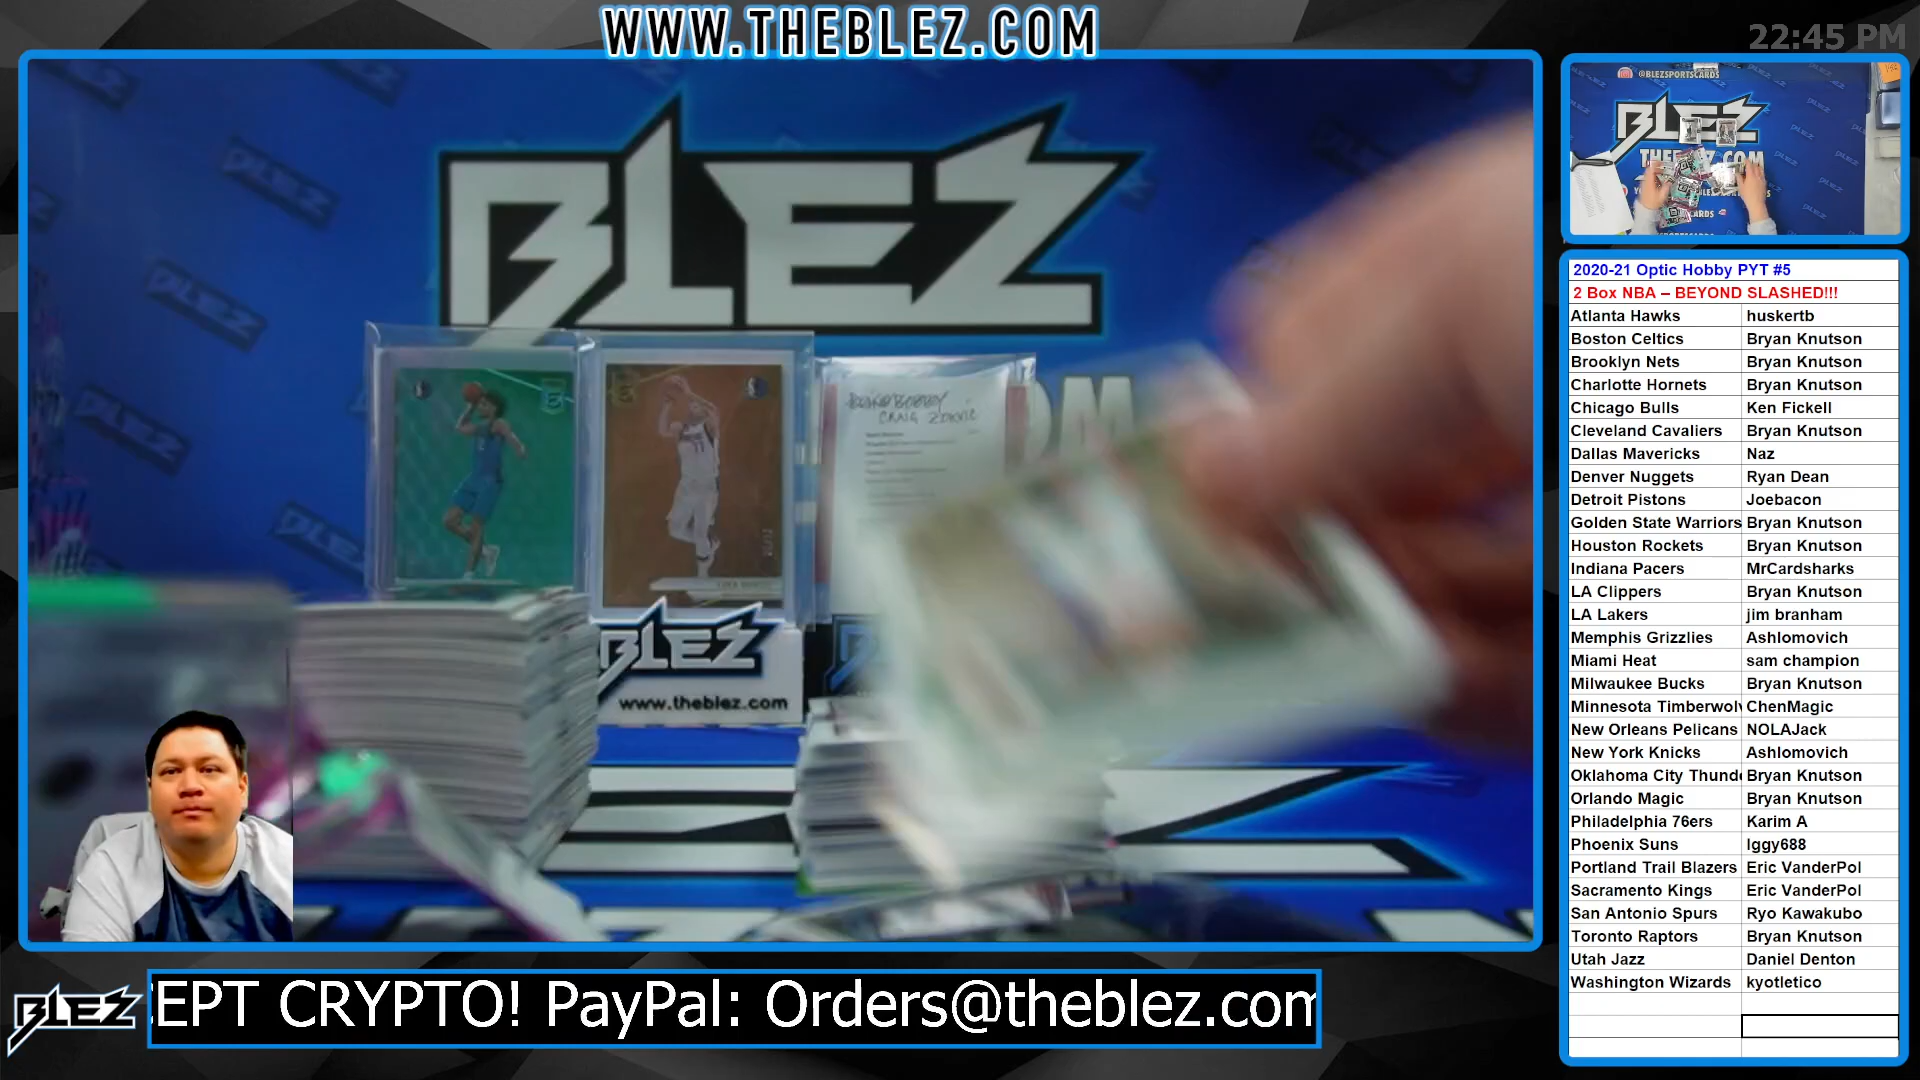 WWW.THEBLEZ.COM
22:45 PM
BLEZ
@BLEZSPORTSCARDS
BLEZ
BLEZ
www.theblez.com
CRAIG
BLEZ
EPT CRYPTO! PayPal: Orders@theblez.com
2020-21 Optic Hobby PYT #5
2 Box NBA – BEYOND SLASHED!!!
Atlanta Hawks huskertb
Boston Celtics Bryan Knutson
Brooklyn Nets Bryan Knutson
Charlotte Hornets Bryan Knutson
Chicago Bulls Ken Fickell
Cleveland Cavaliers Bryan Knutson
Dallas Mavericks Naz
Denver Nuggets Ryan Dean
Detroit Pistons Joebacon
Golden State Warriors Bryan Knutson
Houston Rockets Bryan Knutson
Indiana Pacers MrCardsharks
LA Clippers Bryan Knutson
LA Lakers jim branham
Memphis Grizzlies Ashlomovich
Miami Heat sam champion
Milwaukee Bucks Bryan Knutson
Minnesota Timberwolv ChenMagic
New Orleans Pelicans NOLAJack
New York Knicks Ashlomovich
Oklahoma City Thunde Bryan Knutson
Orlando Magic Bryan Knutson
Philadelphia 76ers Karim A
Phoenix Suns Iggy688
Portland Trail Blazers Eric VanderPol
Sacramento Kings Eric VanderPol
San Antonio Spurs Ryo Kawakubo
Toronto Raptors Bryan Knutson
Utah Jazz Daniel Denton
Washington Wizards kyotletico